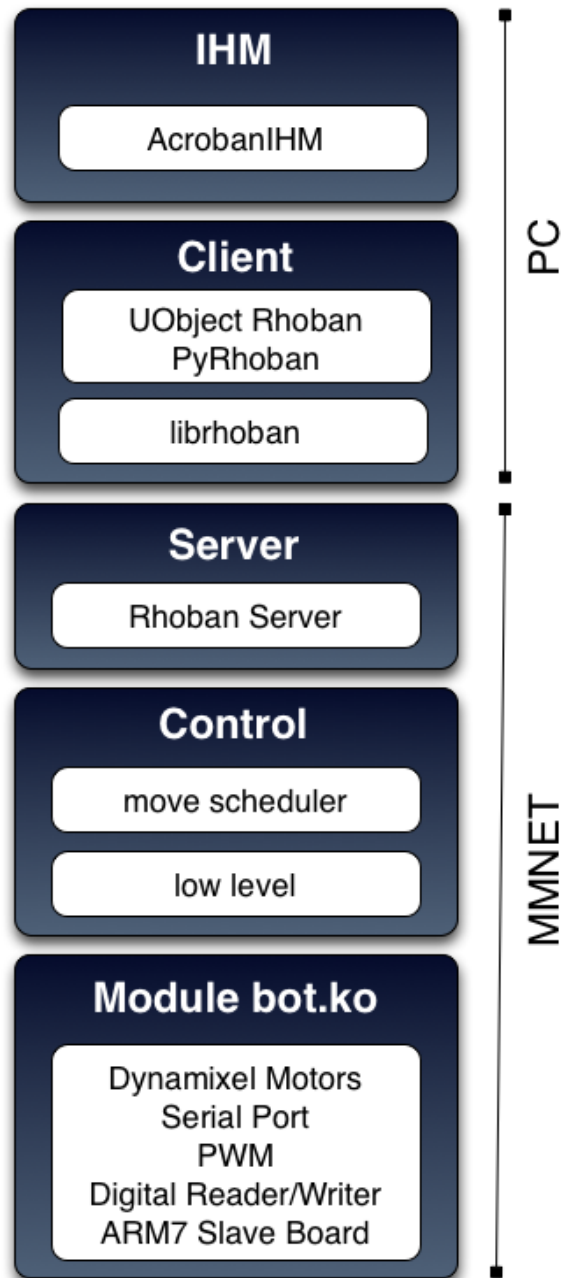 IHM
AcrobanIHM
Client
UObject Rhoban
PyRhoban
librhoban
PC
Server
Rhoban Server
Control
move scheduler
low level
Module bot.ko
Dynamixel Motors
Serial Port
PWM
Digital Reader/Writer
ARM7 Slave Board
MMNET